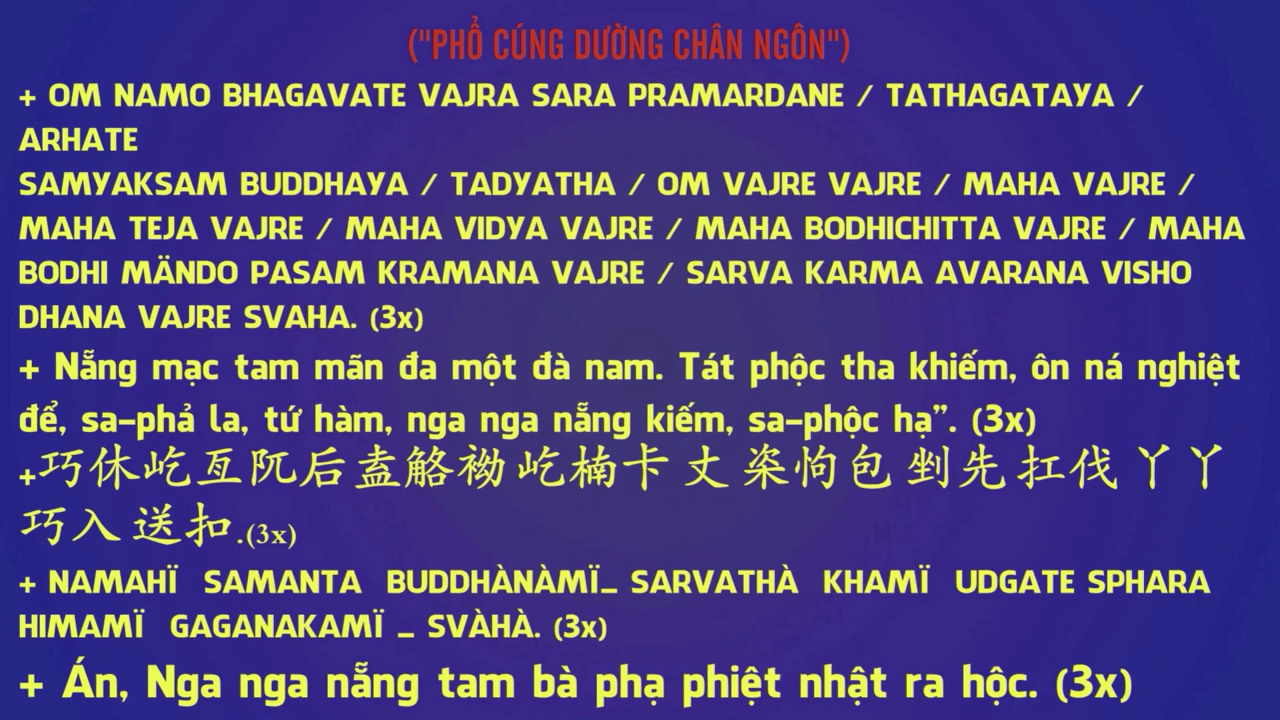 ("PHỔ CÚNG DƯỜNG CHÂN NGÔN")
+ OM NAMO BHAGAVATE VAJRA SARA PRAMARDANE / TATHAGATAYA /
ARHATE
SAMYAKSAM BUDDHAYA / TADYATHA / OM VAJRE VAJRE / MAHA VAJRE /
MAHA TEJA VAJRE / MAHA VIDYA VAJRE / MAHA BODHICHITTA VAJRE / MAHA
BODHI MÄNDO PASAM KRAMANA VAJRE / SARVA KARMA AVARANA VISHO
DHANA VAJRE SVAHA. (3x)
+ Nẵng mạc tam mãn đa một đà nam. Tát phộc tha khiếm, ôn ná nghiệt
để, sa-phả la, tứ hàm, nga nga nẵng kiếm, sa-phộc hạ”. (3x)
+巧休屹亙阢后盍觡袎屹楠卡丈粢恂包剉先扛伐丫丫
巧入送扣.(3x)
+ NAMAHÏ SAMANTA BUDDHÀNÀMÏ_ SARVATHÀ KHAMÏ UDGATE SPHARA
HIMAMÏ GAGANAKAMÏ _ SVÀHÀ. (3x)
+ Án, Nga nga nẵng tam bà phạ phiệt nhật ra hộc. (3x)